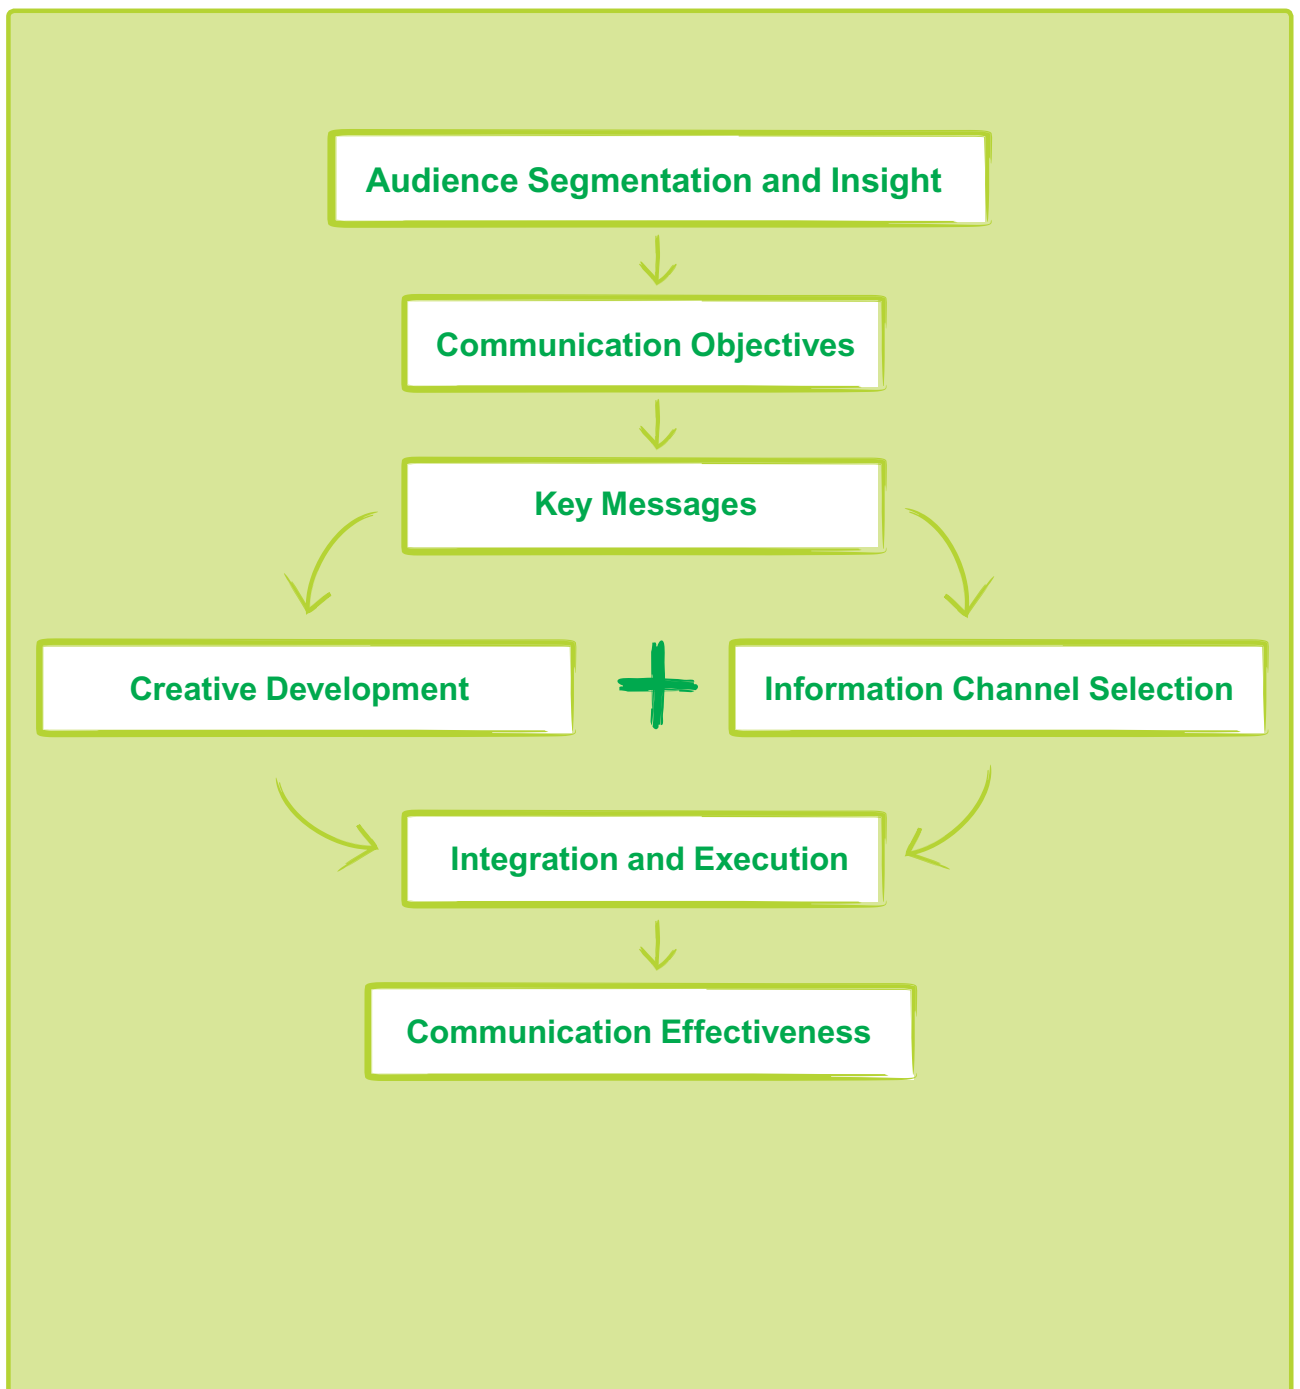 Audience Segmentation and Insight
Communication Objectives
Key Messages
Creative Development
Information Channel Selection
Integration and Execution
Communication Effectiveness